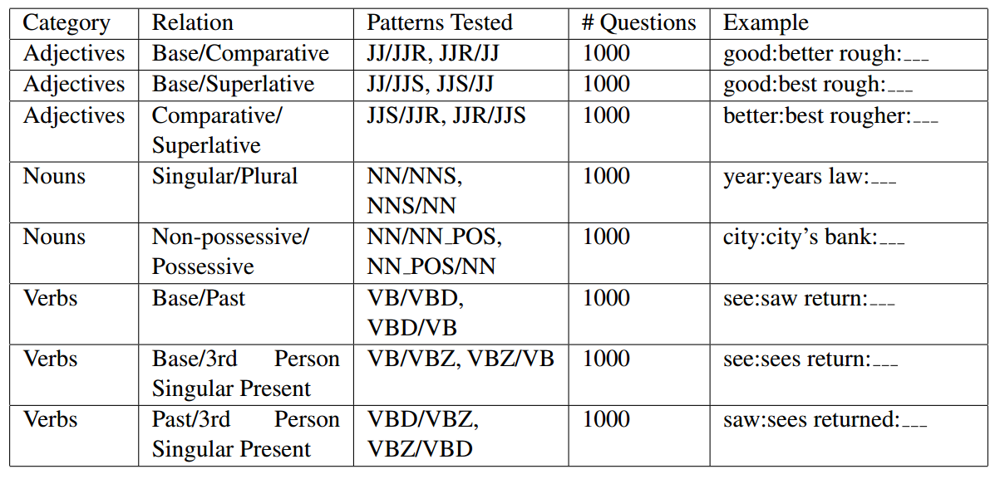 Category Relation Patterns Tested # Questions Example
Adjectives Base/Comparative JJ/JJR, JJR/JJ 1000 good:better rough:___
Adjectives Base/Superlative JJ/JJS, JJS/JJ 1000 good:best rough:___
Adjectives Comparative/ JJS/JJR, JJR/JJS 1000 better:best rougher:___
Superlative
Nouns Singular/Plural NN/NNS, 1000 year:years law:___
NNS/NN
Nouns Non-possessive/ NN/NN_POS, 1000 city:city’s bank:___
Possessive NN_POS/NN
Verbs Base/Past VB/VBD, 1000 see:saw return:___
VBD/VB
Verbs Base/3rd Person VB/VBZ, VBZ/VB 1000 see:sees return:___
Singular Present
Verbs Past/3rd Person VBD/VBZ, 1000 saw:sees returned:___
Singular Present VBZ/VBD